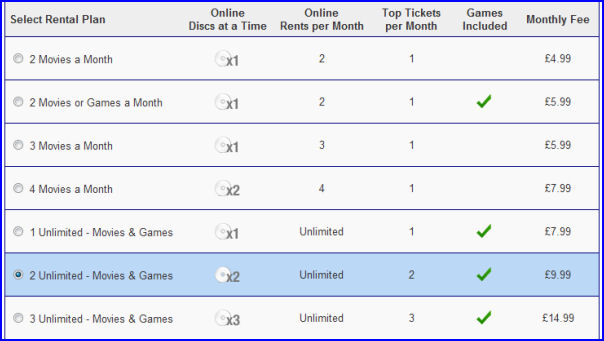 Select Rental Plan Online Discs at a Time Online Rents per Month Top Tickets per Month Games Included Monthly Fee
2 Movies a Month x1 2 1 £4.99
2 Movies or Games a Month x1 2 1 £5.99
3 Movies a Month x1 3 1 £5.99
4 Movies a Month x2 4 1 £7.99
1 Unlimited - Movies & Games x1 Unlimited 1 £7.99
2 Unlimited - Movies & Games x2 Unlimited 2 £9.99
3 Unlimited - Movies & Games x3 Unlimited 3 £14.99